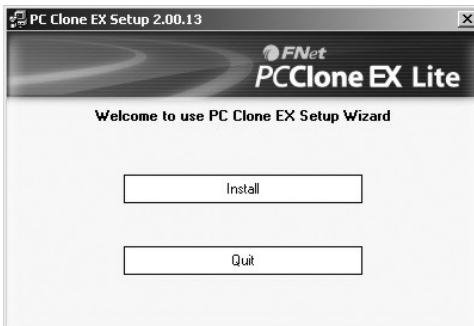 PC Clone EX Setup 2.00.13
FNet
PCClone EX Lite
Welcome to use PC Clone EX Setup Wizard
Install
Quit